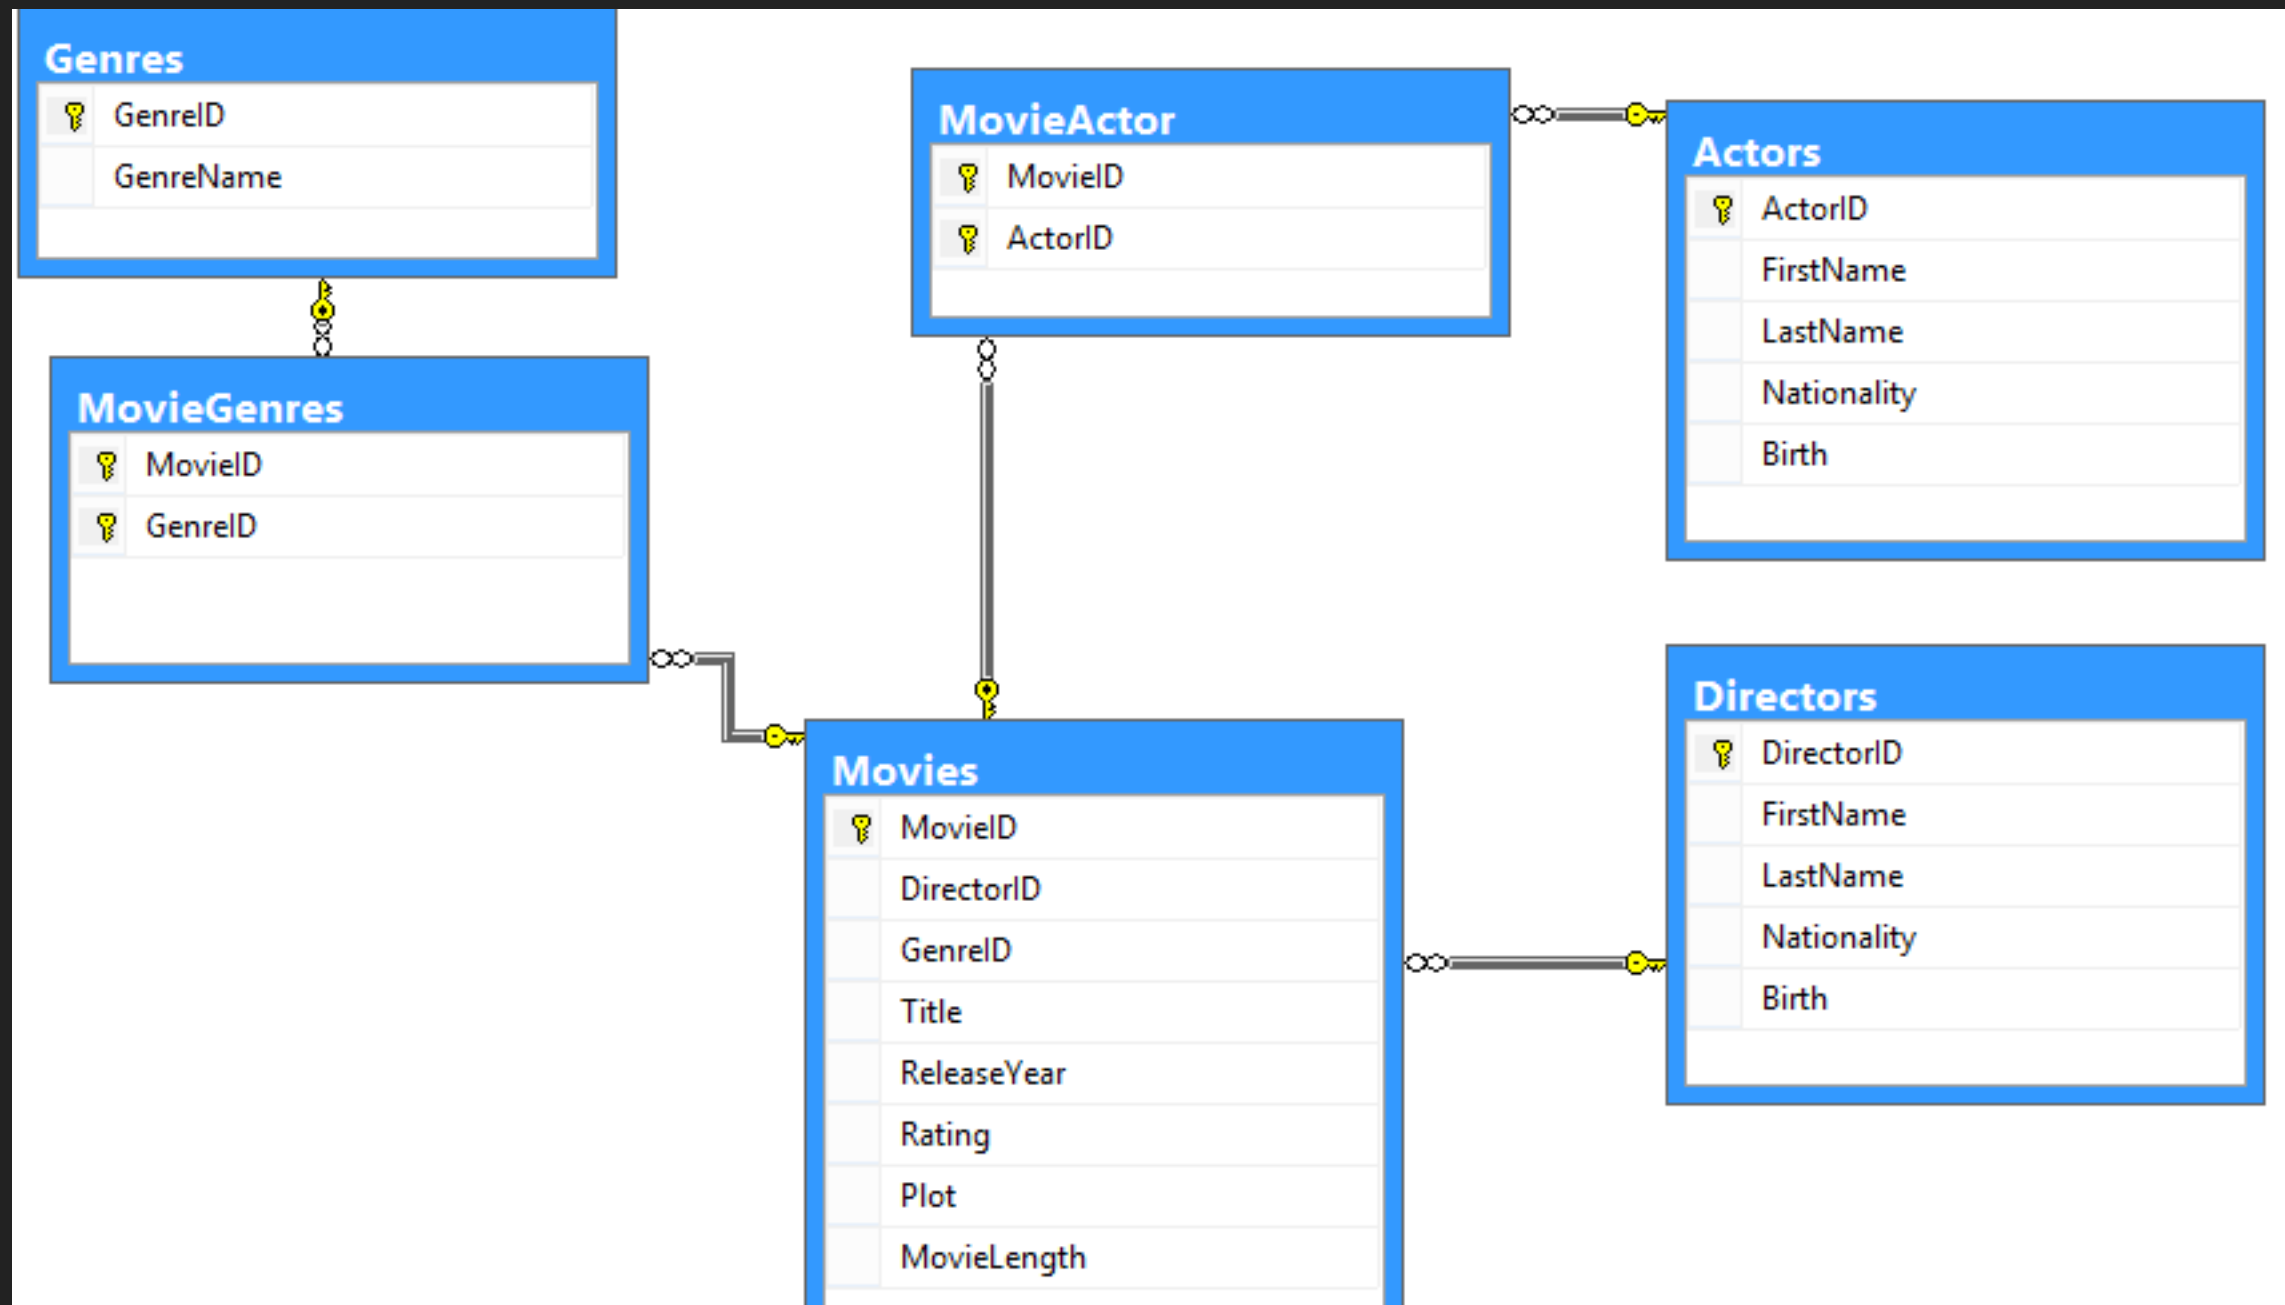 Genres
GenreID
GenreName
MovieGenres
MovieID
GenreID
MovieActor
MovieID
ActorID
Actors
ActorID
FirstName
LastName
Nationality
Birth
Movies
MovieID
DirectorID
GenreID
Title
ReleaseYear
Rating
Plot
MovieLength
Directors
DirectorID
FirstName
LastName
Nationality
Birth